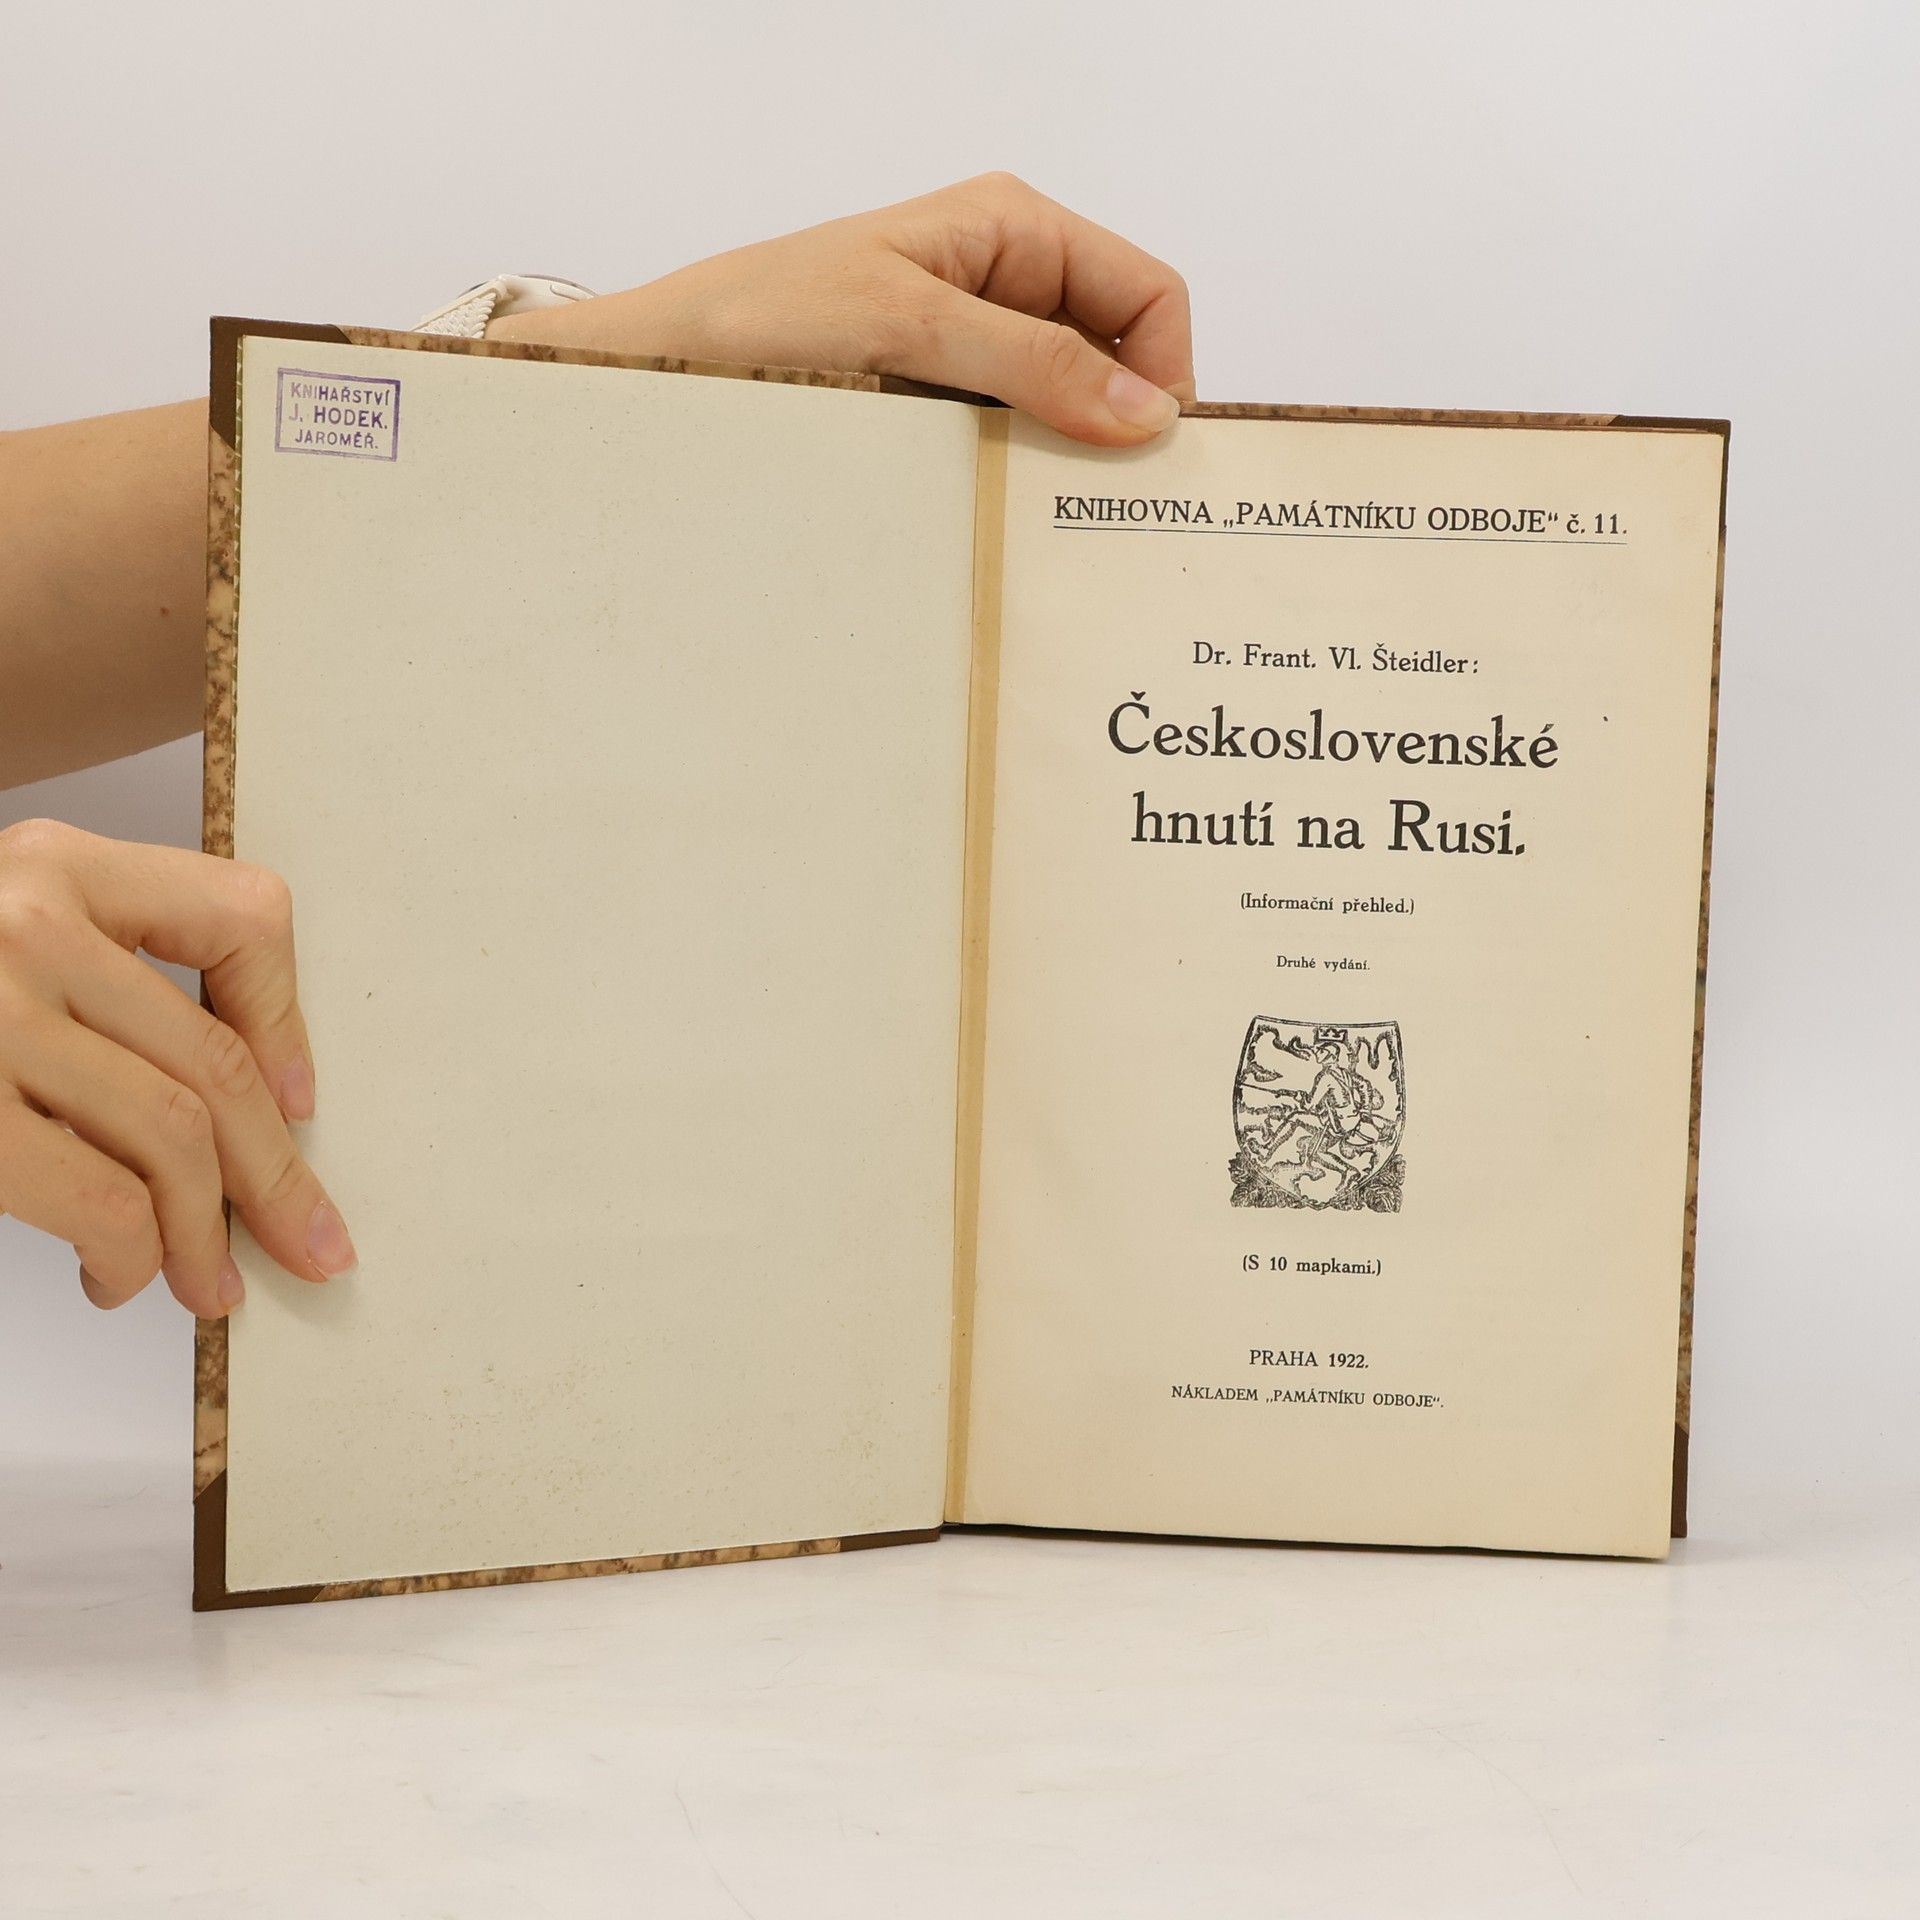 KNIHAŘSTVÍ
J. HODEK.
JAROMĚŘ.
KNIHOVNA „PAMÁTNÍKU ODBOJE“ č. 11.
Dr. Frant. Vl. Šteidler:
Československé
hnutí na Rusi.
(Informační přehled.)
Druhé vydání.
(S 10 mapkami.)
PRAHA 1922.
NÁKLADEM „PAMÁTNÍKU ODBOJE“.